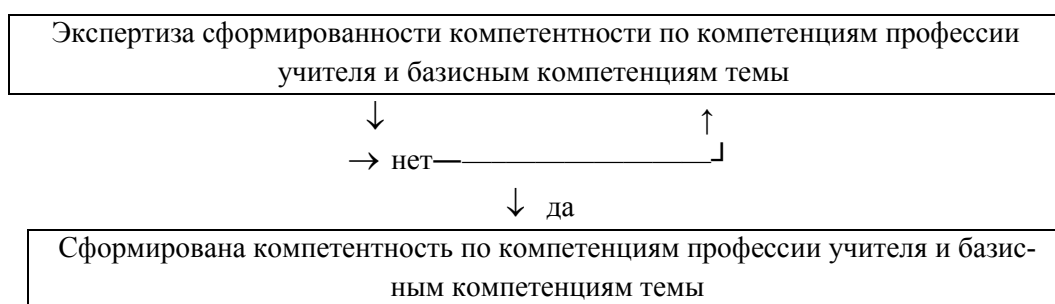 Экспертиза сформированности компетентности по компетенциям профессии
учителя и базисным компетенциям темы
↓ ↑
→ нет
↓ да
Сформирована компетентность по компетенциям профессии учителя и базис-
ным компетенциям темы